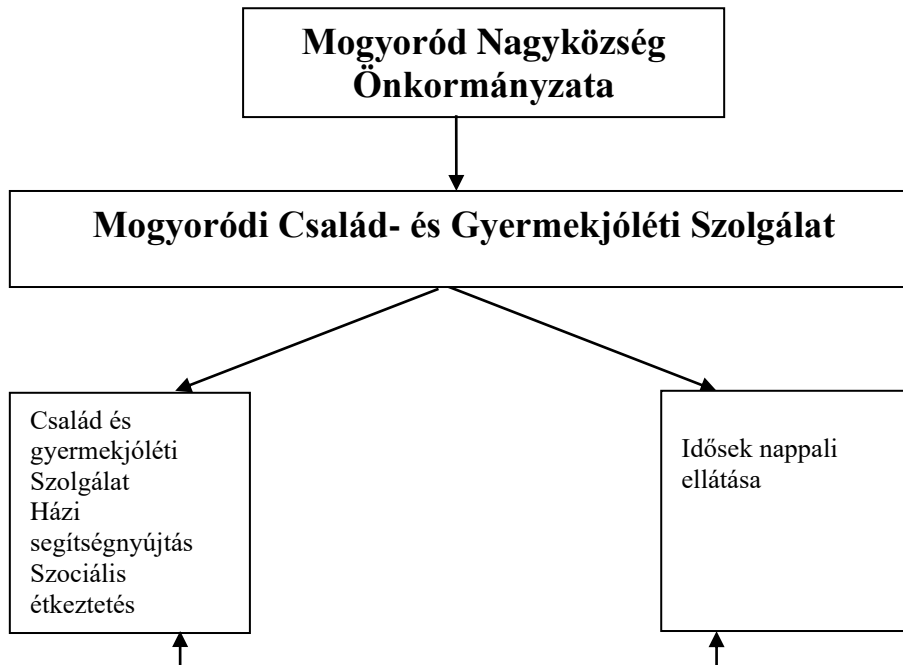 Mogyoród Nagyközség
Önkormányzata
Mogyoródi Család- és Gyermekjóléti Szolgálat
Család és
gyermekjóléti
Szolgálat
Házi
segítségnyújtás
Szociális
étkeztetés
Idősek nappali
ellátása